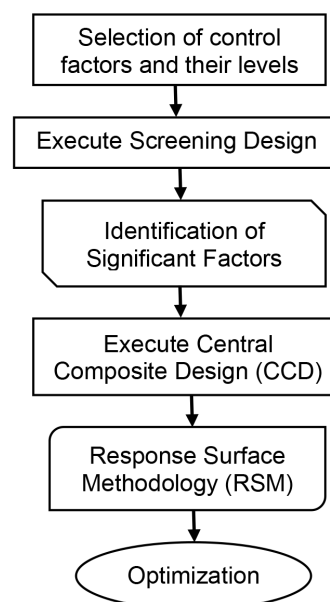 Selection of control
factors and their levels
Execute Screening Design
Identification of
Significant Factors
Execute Central
Composite Design (CCD)
Response Surface
Methodology (RSM)
Optimization